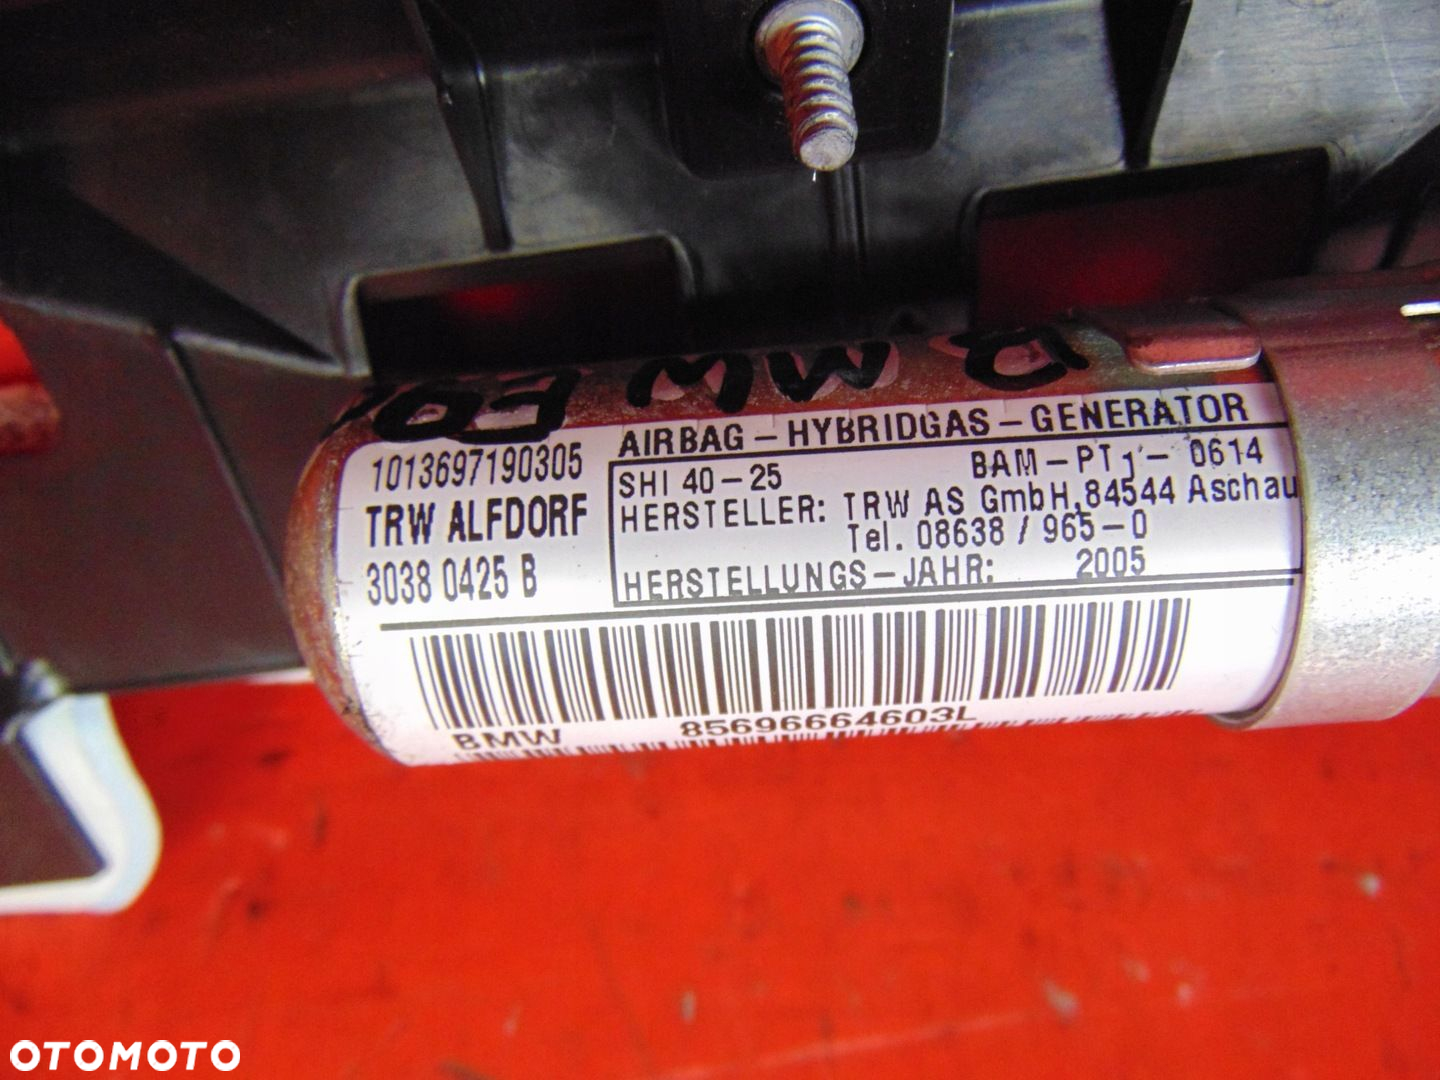 1013697190305
TRW ALFDORF
3038 0425 B
AIRBAG-HYBRIDGAS-GENERATOR
SHI 40-25 BAM-PT1-0614
HERSTELLER: TRW AS GmbH, 84544 Aschau
Tel. 08638 / 965-0
HERSTELLUNGS-JAHR: 2005
BMW 85696664603L
OTOMOTO